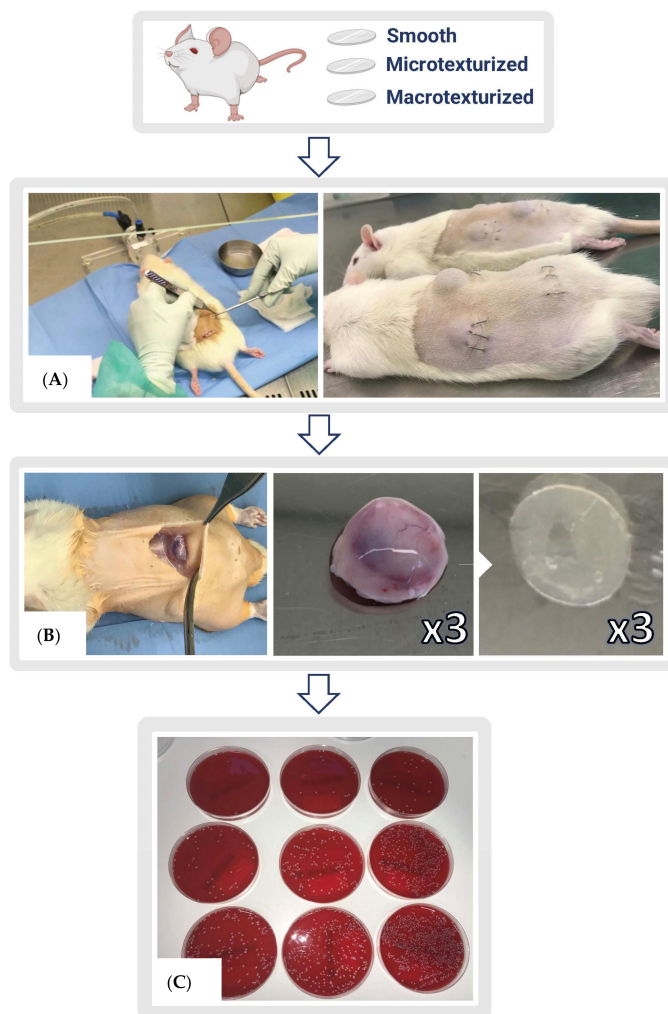 Smooth
Microtexturized
Macrotexturized
(A)
(B)
x3
x3
(C)